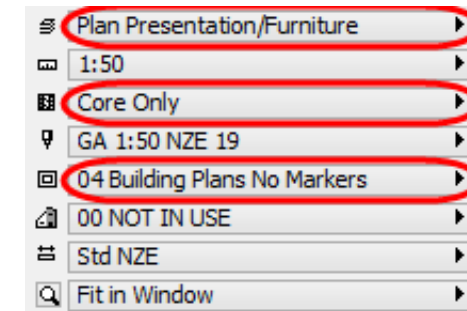 Plan Presentation/Furniture
1:50
Core Only
GA 1:50 NZE 19
04 Building Plans No Markers
00 NOT IN USE
Std NZE
Fit in Window